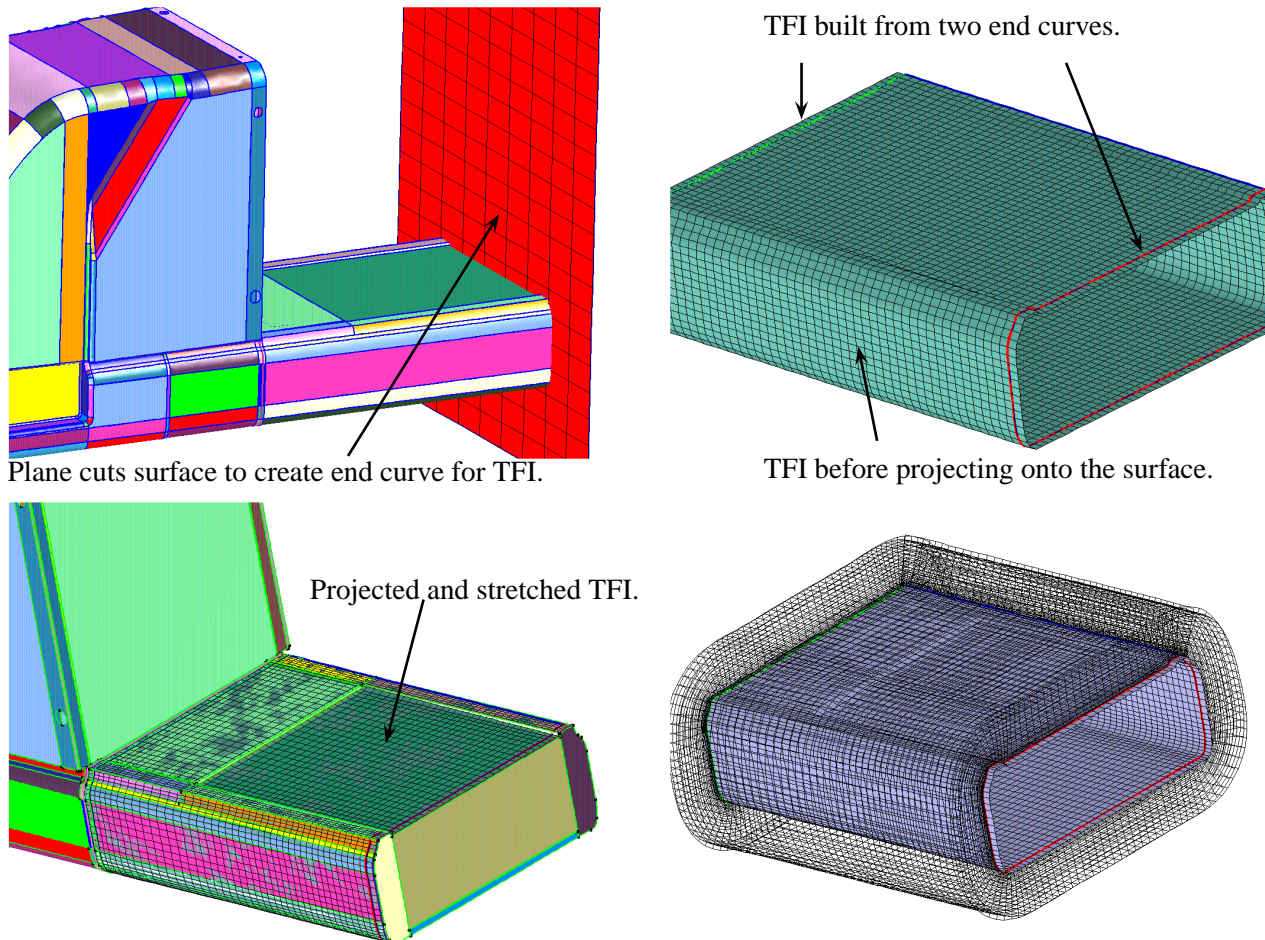 TFI built from two end curves.
Plane cuts surface to create end curve for TFI.
TFI before projecting onto the surface.
Projected and stretched TFI.